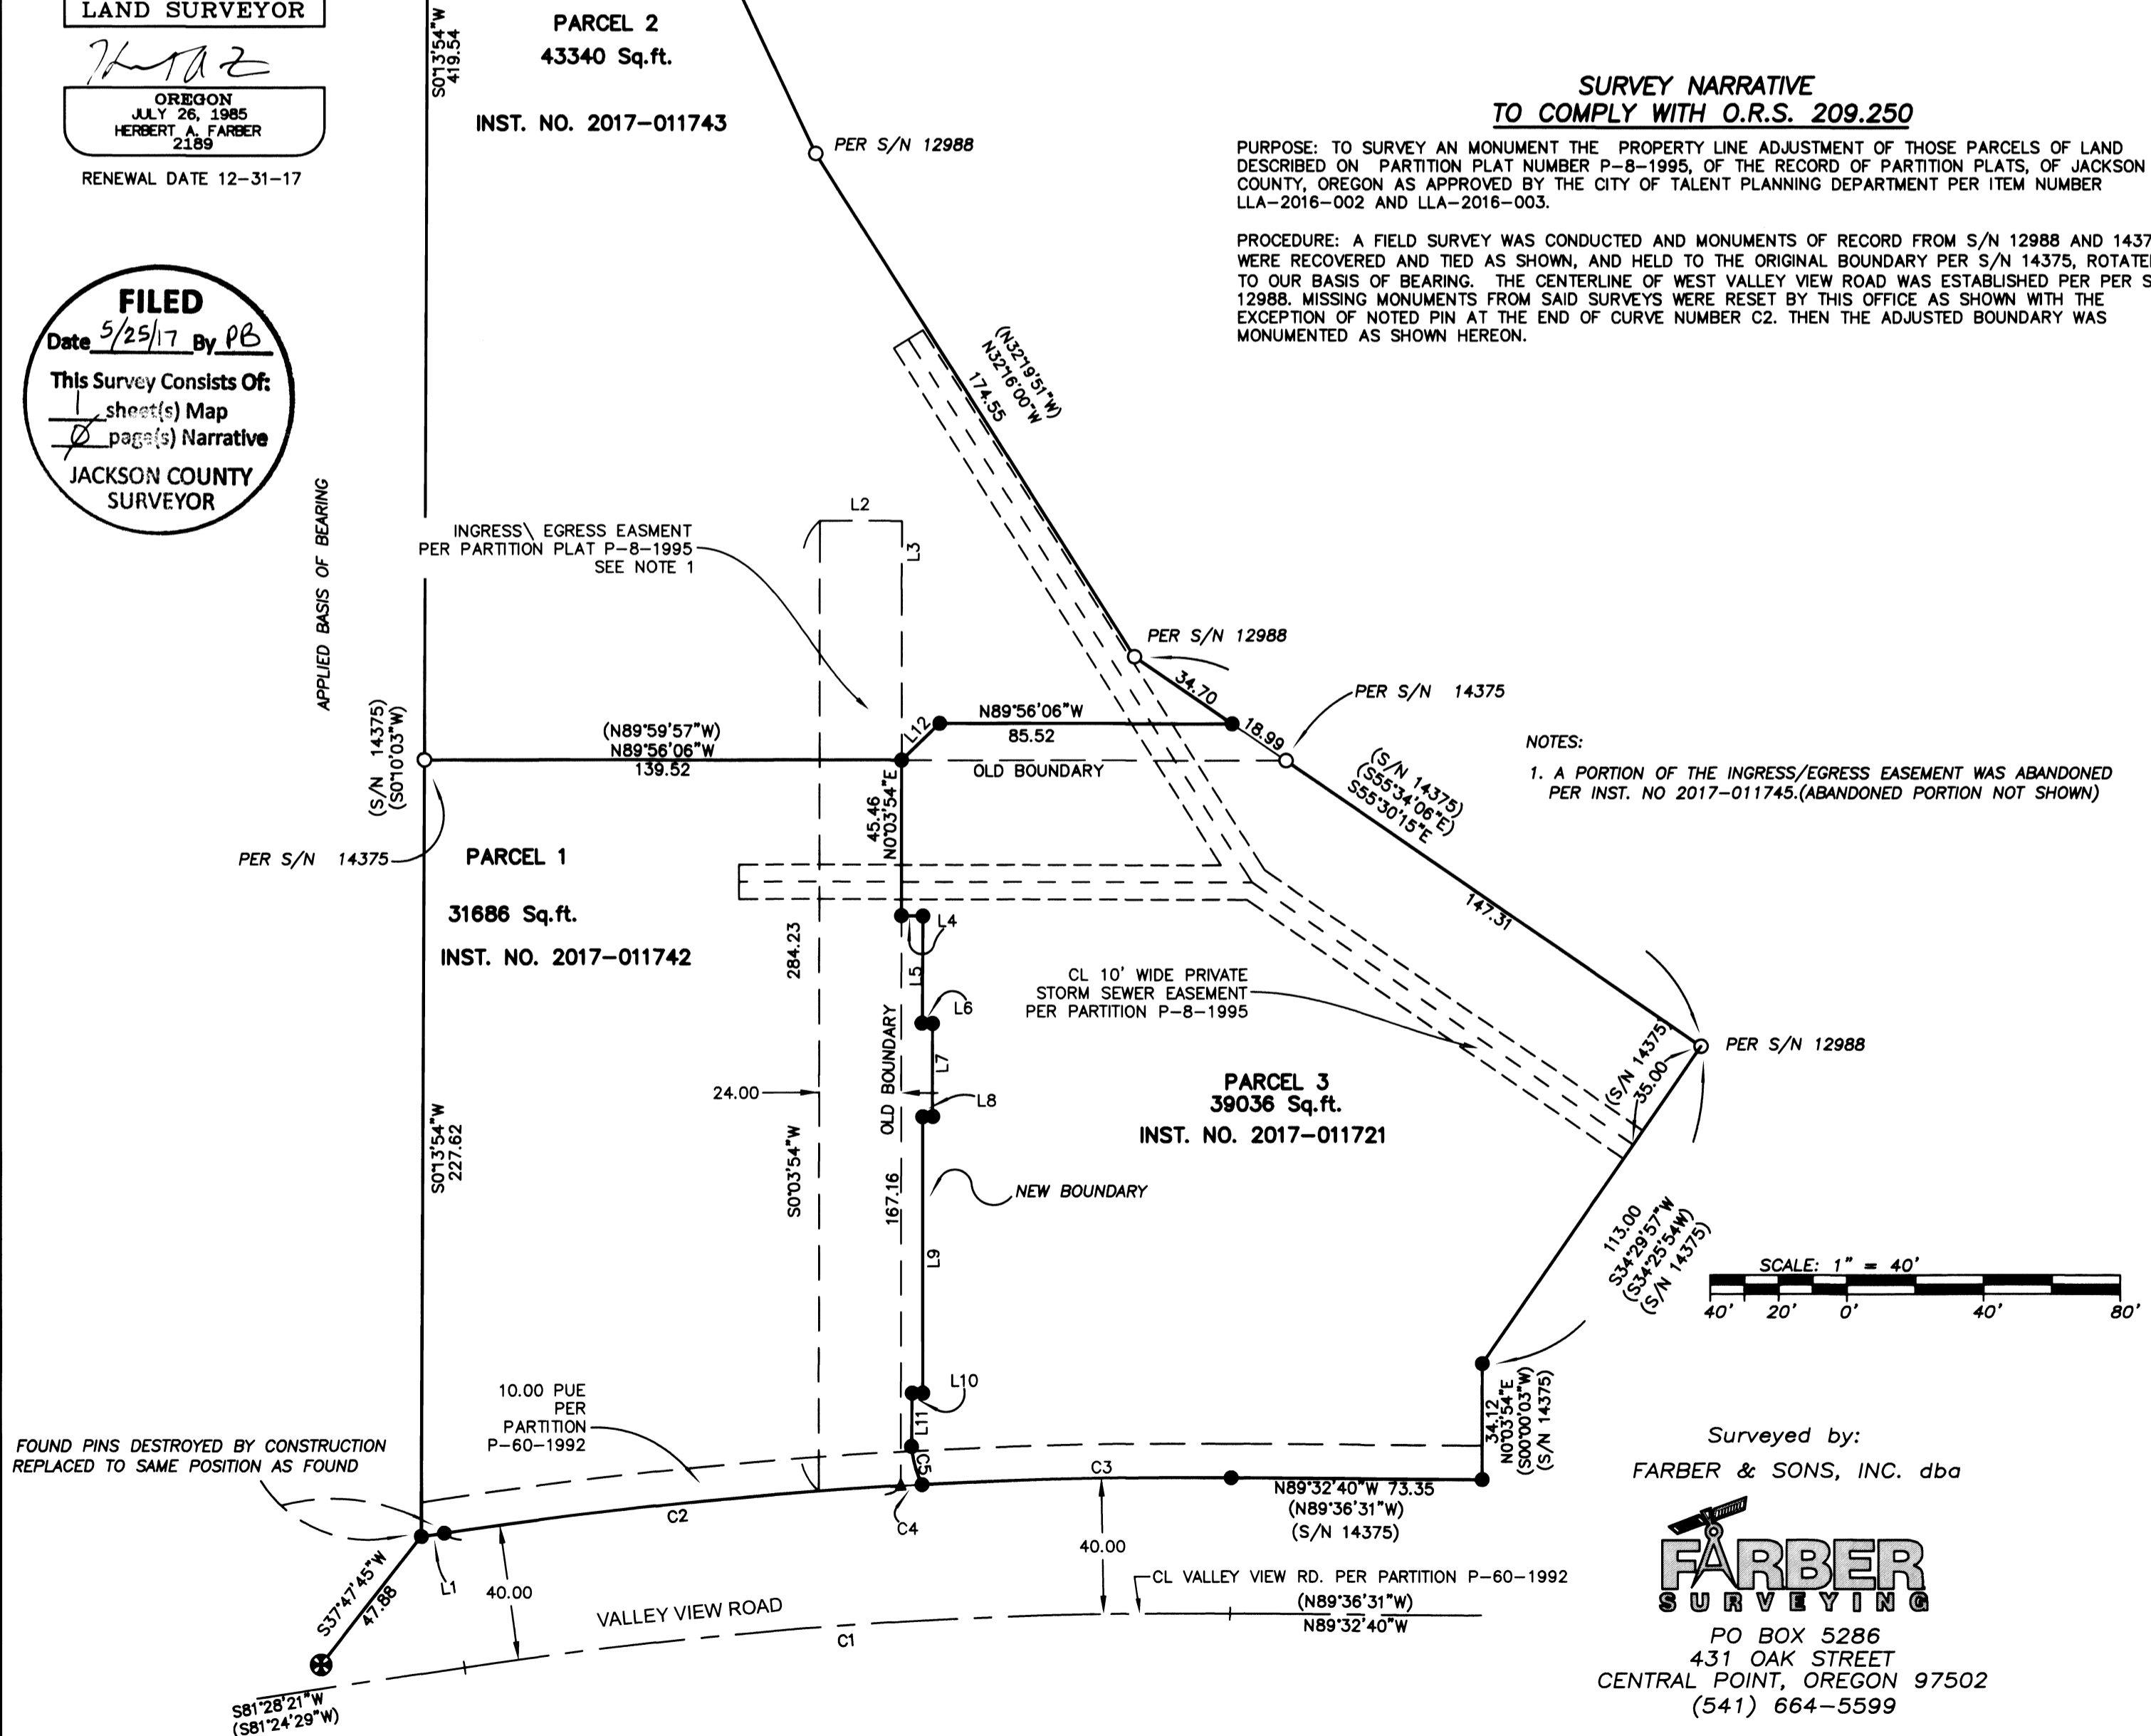 LAND SURVEYOR
OREGON
JULY 26, 1985
HERBERT A. FARBER
2189
RENEWAL DATE 12-31-17
FILED
Date 5/25/17 By PB
This Survey Consists Of:
1 sheet(s) Map
0 page(s) Narrative
JACKSON COUNTY
SURVEYOR
S0°13'54"W
419.54
PARCEL 2
43340 Sq.ft.
INST. NO. 2017-011743
PER S/N 12988
SURVEY NARRATIVE
TO COMPLY WITH O.R.S. 209.250
PURPOSE: TO SURVEY AN MONUMENT THE PROPERTY LINE ADJUSTMENT OF THOSE PARCELS OF LAND
DESCRIBED ON PARTITION PLAT NUMBER P-8-1995, OF THE RECORD OF PARTITION PLATS, OF JACKSON
COUNTY, OREGON AS APPROVED BY THE CITY OF TALENT PLANNING DEPARTMENT PER ITEM NUMBER
LLA-2016-002 AND LLA-2016-003.
PROCEDURE: A FIELD SURVEY WAS CONDUCTED AND MONUMENTS OF RECORD FROM S/N 12988 AND 1437
WERE RECOVERED AND TIED AS SHOWN, AND HELD TO THE ORIGINAL BOUNDARY PER S/N 14375, ROTATE
TO OUR BASIS OF BEARING. THE CENTERLINE OF WEST VALLEY VIEW ROAD WAS ESTABLISHED PER PER S
12988. MISSING MONUMENTS FROM SAID SURVEYS WERE RESET BY THIS OFFICE AS SHOWN WITH THE
EXCEPTION OF NOTED PIN AT THE END OF CURVE NUMBER C2. THEN THE ADJUSTED BOUNDARY WAS
MONUMENTED AS SHOWN HEREON.
(N32°19'51"W)
N32°16'00"W
174.55
APPLIED BASIS OF BEARING
INGRESS\ EGRESS EASMENT
PER PARTITION PLAT P-8-1995
SEE NOTE 1
L2
L3
PER S/N 12988
34.70
PER S/N 14375
18.99
(S/N 14375)
(S0°10'03"W)
(N89°59'57"W)
N89°56'06"W
139.52
L12
N89°56'06"W
85.52
OLD BOUNDARY
NOTES:
1. A PORTION OF THE INGRESS/EGRESS EASEMENT WAS ABANDONED
PER INST. NO 2017-011745.(ABANDONED PORTION NOT SHOWN)
(S/N 14375)
(S55°34'06"E)
S55°30'15"E
147.31
PER S/N 14375
PARCEL 1
31686 Sq.ft.
INST. NO. 2017-011742
45.46
N0°03'54"E
L4
L5
284.23
L6
L7
L8
OLD BOUNDARY
24.00
CL 10' WIDE PRIVATE
STORM SEWER EASEMENT
PER PARTITION P-8-1995
PARCEL 3
39036 Sq.ft.
INST. NO. 2017-011721
(S/N 14375)
35.00
PER S/N 12988
S0°13'54"W
227.62
S0°03'54"W
167.16
NEW BOUNDARY
L9
113.00
S34°29'57"W
(S34°25'54W)
(S/N 14375)
SCALE: 1" = 40'
40' 20' 0' 40' 80'
L10
L11
10.00 PUE
PER
PARTITION
P-60-1992
FOUND PINS DESTROYED BY CONSTRUCTION
REPLACED TO SAME POSITION AS FOUND
34.12
N0°03'54"E
(S00°00'03"W)
(S/N 14375)
C5
C3
C2
C4
N89°32'40"W 73.35
(N89°36'31"W)
(S/N 14375)
40.00
L1
40.00
S37°47'45"W
47.88
CL VALLEY VIEW RD. PER PARTITION P-60-1992
(N89°36'31"W)
N89°32'40"W
VALLEY VIEW ROAD
C1
S81°28'21"W
(S81°24'29"W)
Surveyed by:
FARBER & SONS, INC. dba
FARBER
SURVEYING
PO BOX 5286
431 OAK STREET
CENTRAL POINT, OREGON 97502
(541) 664-5599